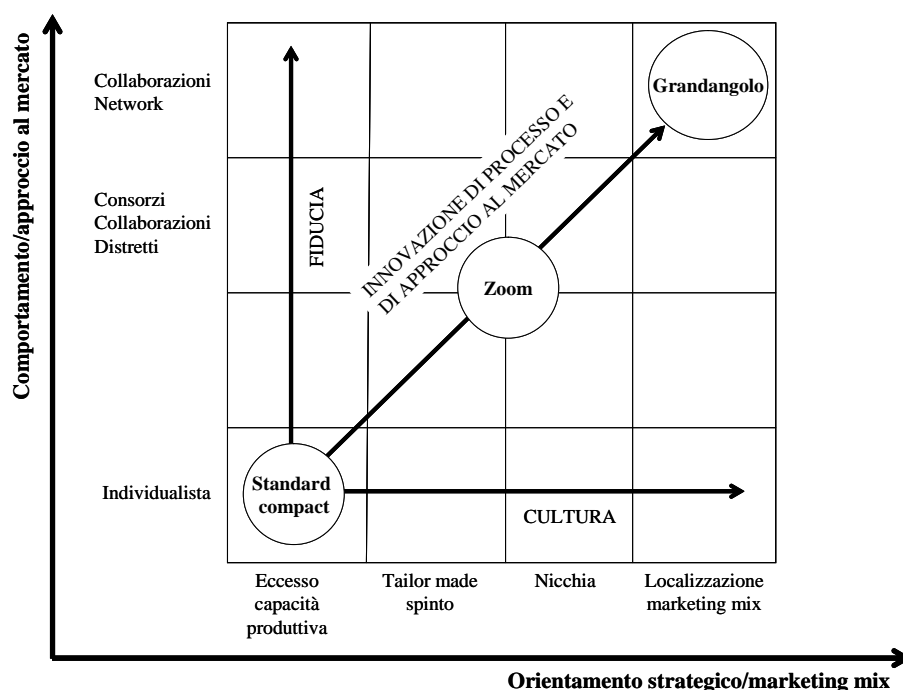 Comportamento/approccio al mercato
Collaborazioni
Network
Consorzi
Collaborazioni
Distretti
Individualista
FIDUCIA
INNOVAZIONE DI PROCESSO E
DI APPROCCIO AL MERCATO
Grandangolo
Zoom
Standard
compact
CULTURA
Eccesso
capacità
produttiva
Tailor made
spinto
Nicchia
Localizzazione
marketing mix
Orientamento strategico/marketing mix